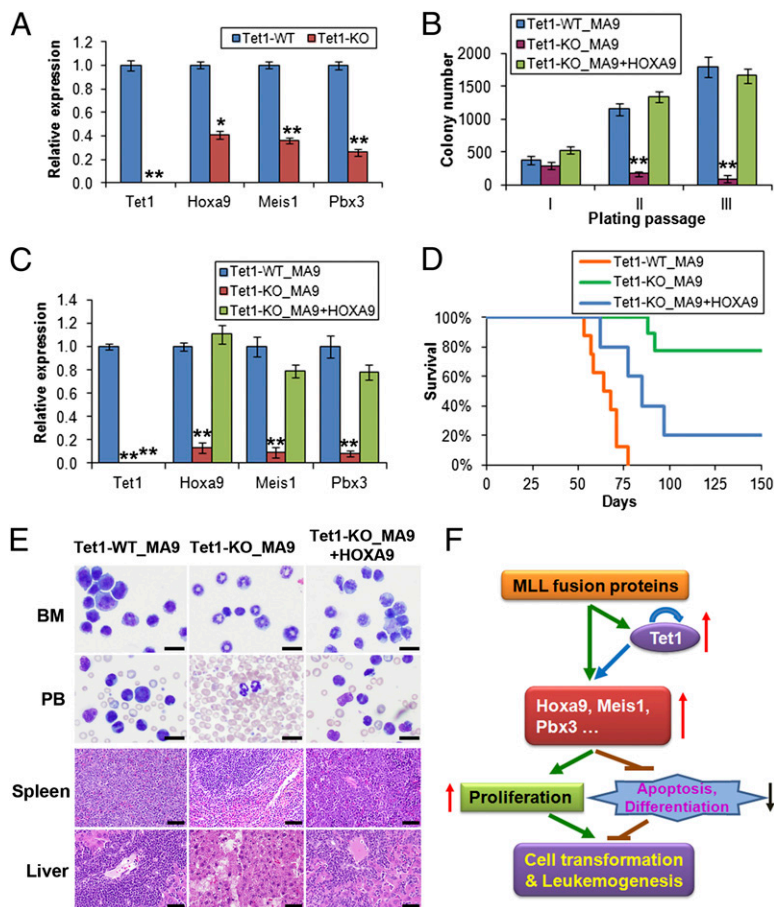 A
Tet1-WT Tet1-KO
Relative expression
1.2
1.0
0.8
0.6
0.4
0.2
0.0
**
*
**
**
Tet1 Hoxa9 Meis1 Pbx3
B
Tet1-WT_MA9
Tet1-KO_MA9
Tet1-KO_MA9+HOXA9
Colony number
2000
1500
1000
500
0
**
**
I II III
Plating passage
C
Tet1-WT_MA9
Tet1-KO_MA9
Tet1-KO_MA9+HOXA9
Relative expression
1.4
1.2
1.0
0.8
0.6
0.4
0.2
0.0
** **
**
**
**
Tet1 Hoxa9 Meis1 Pbx3
D
Tet1-WT_MA9
Tet1-KO_MA9
Tet1-KO_MA9+HOXA9
Survival
100%
80%
60%
40%
20%
0%
0 25 50 75 100 125 150
Days
E
Tet1-WT_MA9 Tet1-KO_MA9 Tet1-KO_MA9
+HOXA9
BM
PB
Spleen
Liver
F
MLL fusion proteins
Tet1
Hoxa9, Meis1,
Pbx3 ...
Proliferation
Apoptosis,
Differentiation
Cell transformation
& Leukemogenesis